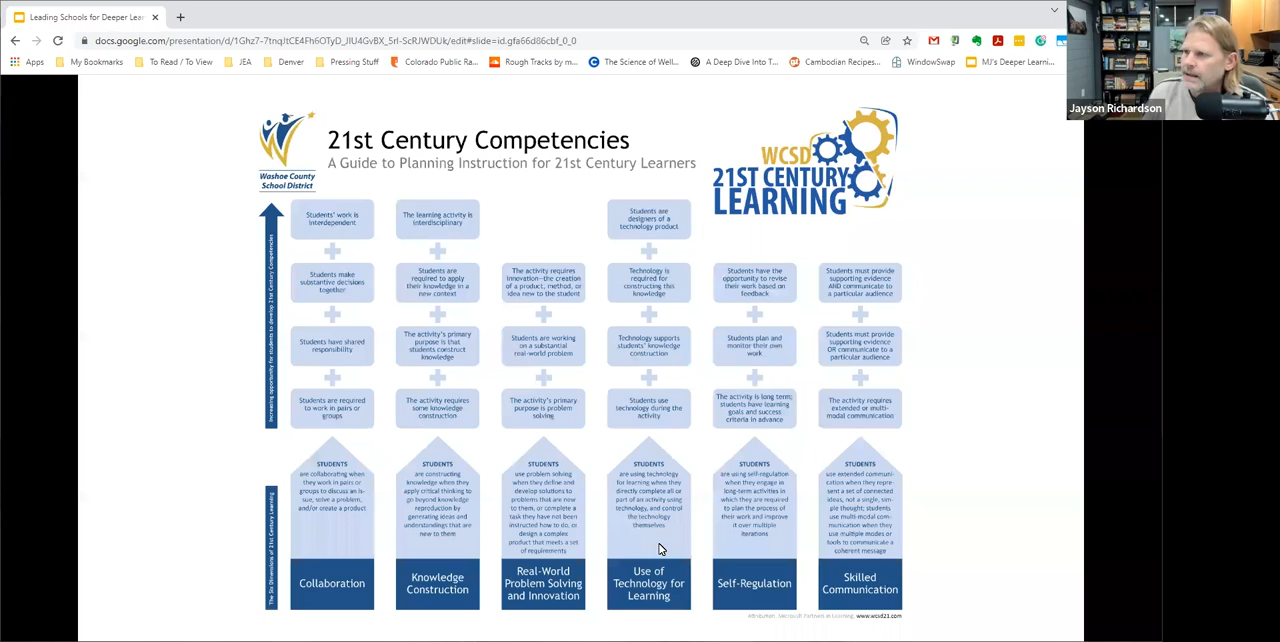 Leading Schools for Deeper Lear
docs.google.com/presentation/d/1Ghz7-7tnqJtCE4Fh6OTyD_JIU4GvBX_5rI-ScRJWDUk/edit#slide=id.gfa66d86cbf_0_0
Apps
My Bookmarks
To Read / To View
JEA
Denver
Pressing Stuff
Colorado Public Ra...
Rough Tracks by m...
The Science of Well...
A Deep Dive Into T...
Cambodian Recipes...
WindowSwap
MJ's Deeper Learni...
Jayson Richardson
Washoe County
School District
21st Century Competencies
A Guide to Planning Instruction for 21st Century Learners
WCSD
21ST CENTURY
LEARNING
Increasing opportunity for students to develop 21st Century Competencies
Students' work is
interdependent
Students make
substantive decisions
together
Students have shared
responsibility
Students are required
to work in pairs or
groups
The learning activity is
interdisciplinary
Students are
required to apply
their knowledge in a
new context
The activity's primary
purpose is that
students construct
knowledge
The activity requires
some knowledge
construction
The activity requires
innovation—the creation
of a product, method, or
idea new to the student
Students are working
on a substantial
real-world problem
The activity's primary
purpose is problem
solving
Students are
designers of a
technology product
Technology is
required for
constructing this
knowledge
Technology supports
students' knowledge
construction
Students use
technology during the
activity
Students have the
opportunity to revise
their work based on
feedback
Students plan and
monitor their own
work
The activity is long term;
students have learning
goals and success
criteria in advance
Students must provide
supporting evidence
AND communicate to
a particular audience
Students must provide
supporting evidence
OR communicate to a
particular audience
The activity requires
extended or multi-
modal communication
The Six Dimensions of 21st Century Learning
STUDENTS
are collaborating when
they work in pairs or
groups to discuss an is-
sue, solve a problem,
and/or create a product
Collaboration
STUDENTS
are constructing
knowledge when they
apply critical thinking to
go beyond knowledge
reproduction by
generating ideas and
understandings that are
new to them
Knowledge
Construction
STUDENTS
use problem solving
when they define and
develop solutions to
problems that are new
to them, or complete a
task they have not been
instructed how to do, or
design a complex
product that meets a set
of requirements
Real-World
Problem Solving
and Innovation
STUDENTS
are using technology
for learning when they
directly complete all or
part of an activity using
technology, and control
the technology
themselves
Use of
Technology for
Learning
STUDENTS
are using self-regulation
when they engage in
long-term activities in
which they are required
to plan the process of
their work and improve
it over multiple
iterations
Self-Regulation
STUDENTS
use extended communi-
cation when they repre-
sent a set of connected
ideas, not a single, sim-
ple thought; students
use multi-modal com-
munication when they
use multiple modes or
tools to communicate a
coherent message
Skilled
Communication
Microsoft Partners in Learning www.wcsd21.com